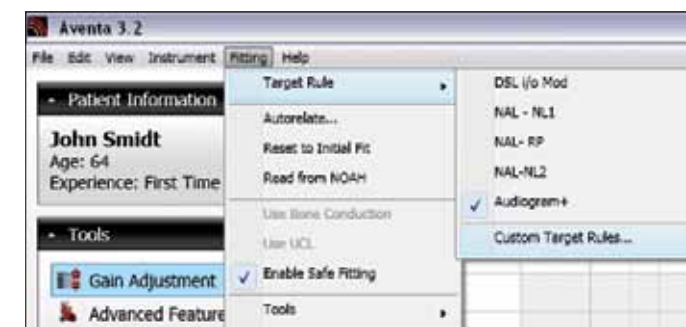 Aventa 3.2
File Edit View Instrument Fitting Help
Patient Information
John Smidt
Age: 64
Experience: First Time
Tools
Gain Adjustment
Advanced Feature
Target Rule
Autorelate...
Reset to Initial Fit
Read from NOAH
Use Bone Conduction
Use UCL
Enable Safe Fitting
Tools
DSL i/o Mod
NAL - NL1
NAL- RP
NAL-NL2
Audiogram+
Custom Target Rules...